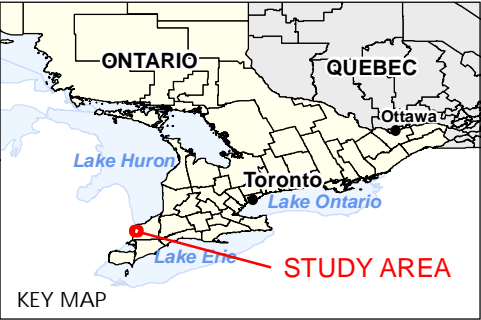 ONTARIO
QUEBEC
Ottawa
Lake Huron
Toronto
Lake Ontario
Lake Erie
STUDY AREA
KEY MAP